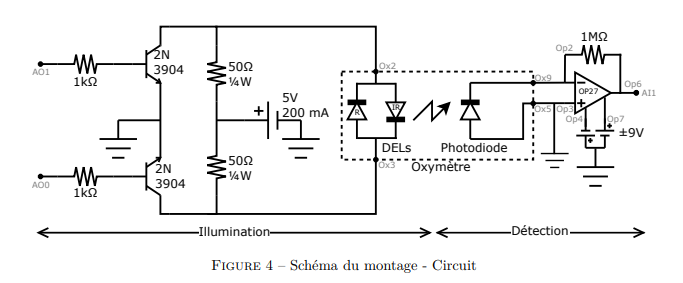 AO1
1kΩ
2N
3904
50Ω
¼W
5V
200 mA
+
Ox2
R
IR
DELs
Photodiode
Oxymètre
Ox3
Ox9
Ox5
Op2
1MΩ
-
+
OP27
Op3
Op6
AI1
Op4
Op7
+
+
±9V
50Ω
¼W
2N
3904
AO0
1kΩ
Illumination
Détection
FIGURE 4 – Schéma du montage - Circuit